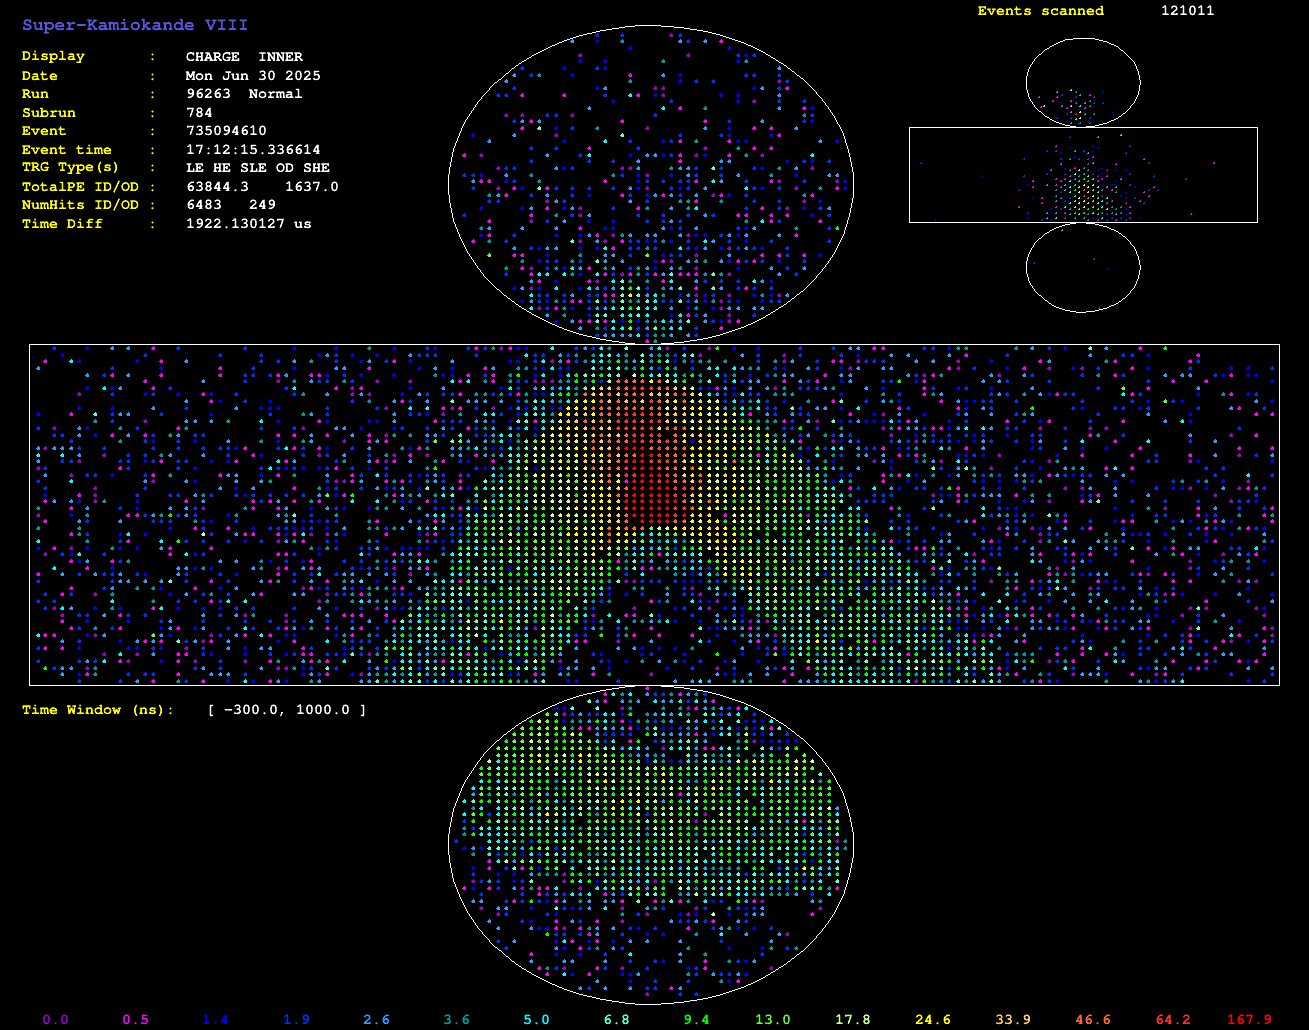 Super-Kamiokande VIII
Display : CHARGE INNER
Date : Mon Jun 30 2025
Run : 96263 Normal
Subrun : 784
Event : 735094610
Event time : 17:12:15.336614
TRG Type(s) : LE HE SLE OD SHE
TotalPE ID/OD : 63844.3 1637.0
NumHits ID/OD : 6483 249
Time Diff : 1922.130127 us
Events scanned 121011
Time Window (ns): [ -300.0, 1000.0 ]
0.0 0.5 1.4 1.9 2.6 3.6 5.0 6.8 9.4 13.0 17.8 24.6 33.9 46.6 64.2 167.9